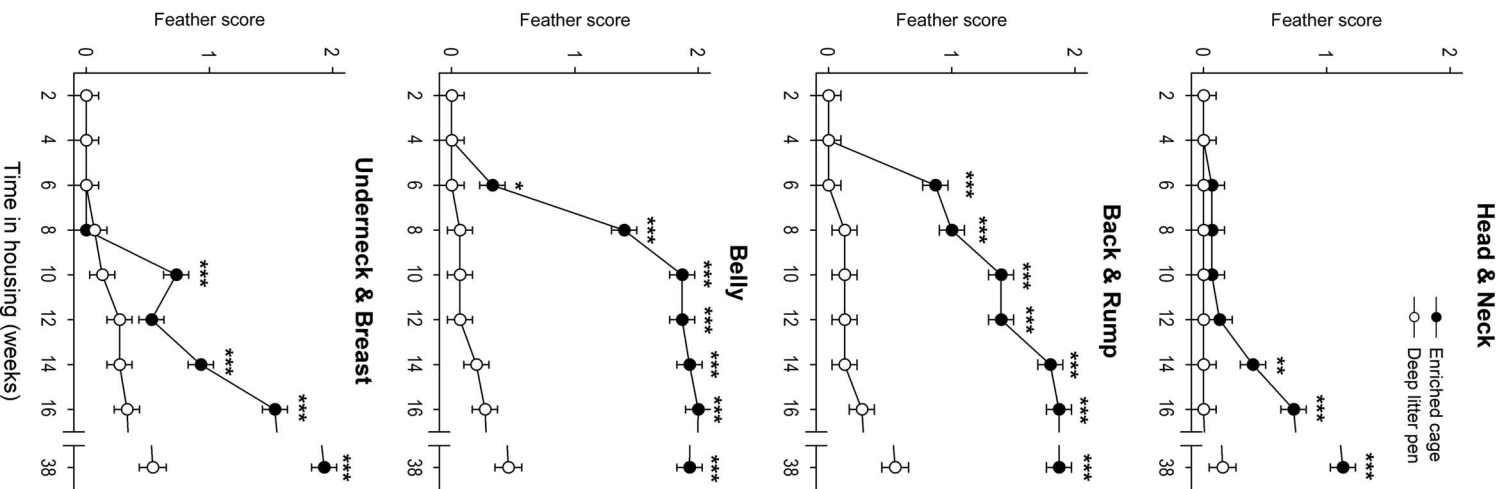 Head & Neck
Enriched cage
Deep litter pen
Feather score
2
1
0
** *** ***
2 4 6 8 10 12 14 16 38
Back & Rump
Feather score
2
1
0
*** *** *** *** *** *** ***
2 4 6 8 10 12 14 16 38
Belly
Feather score
2
1
0
* *** *** *** *** *** ***
2 4 6 8 10 12 14 16 38
Underneck & Breast
Feather score
2
1
0
*** *** *** ***
2 4 6 8 10 12 14 16 38
Time in housing (weeks)